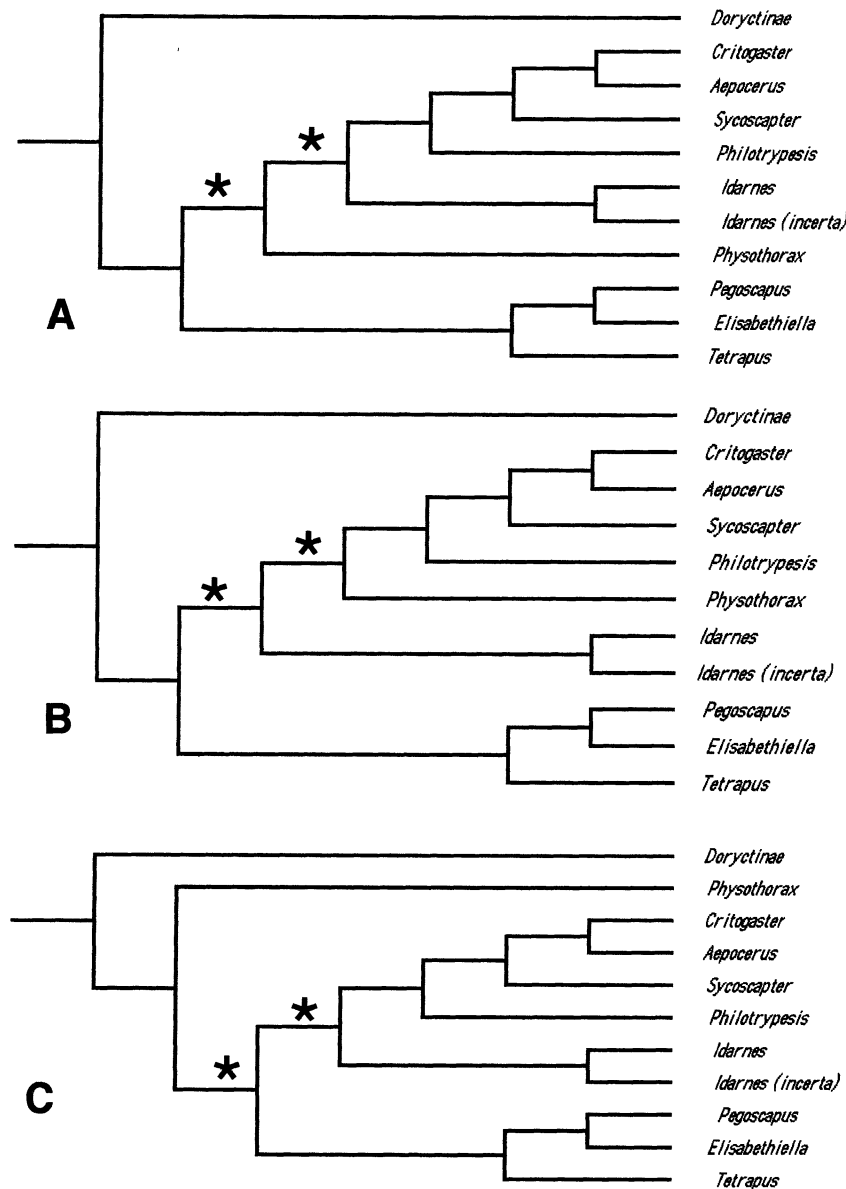 Doryctinae
Critogaster
Aepocerus
*
Sycoscapter
Philotrypesis
*
Idarnes
Idarnes (incerta)
Physothorax
Pegoscapus
A
Elisabethiella
Tetrapus
Doryctinae
Critogaster
Aepocerus
Sycoscapter
*
Philotrypesis
*
Physothorax
Idarnes
Idarnes (incerta)
Pegoscapus
B
Elisabethiella
Tetrapus
Doryctinae
Physothorax
Critogaster
Aepocerus
Sycoscapter
*
Philotrypesis
Idarnes
*
Idarnes (incerta)
C
Pegoscapus
Elisabethiella
Tetrapus